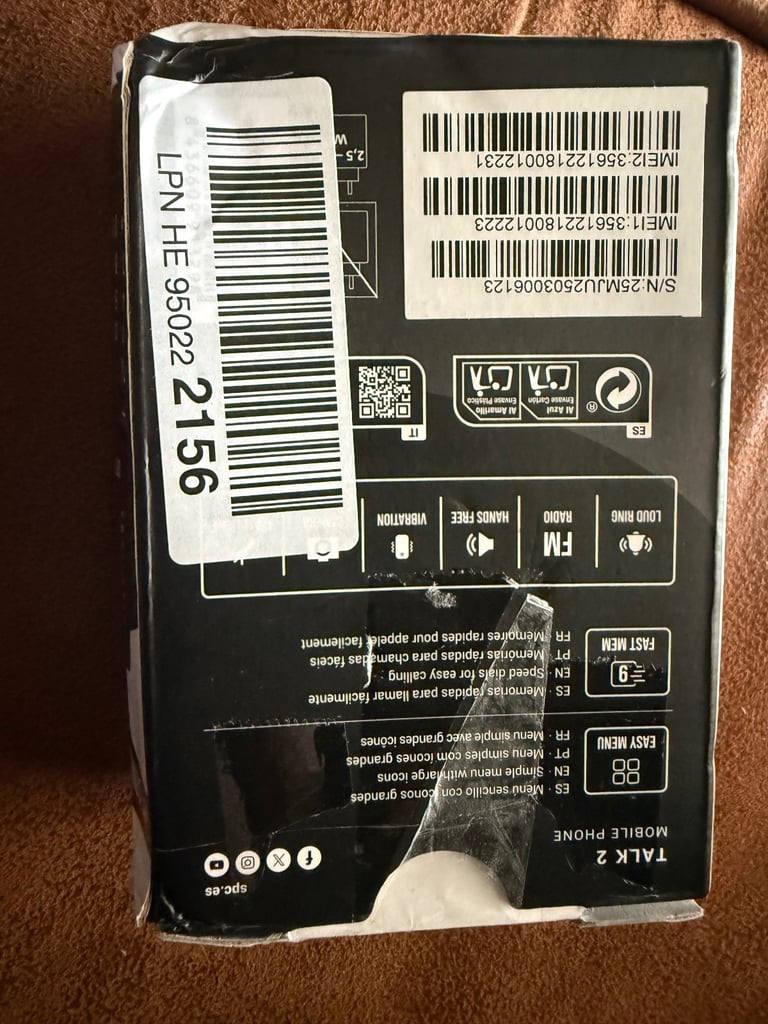 TALK 2
MOBILE PHONE
spc.es
EASY MENU
ES · Menú sencillo con iconos grandes
EN · Simple menu with large icons
PT · Menu simples com ícones grandes
FR · Menu simple avec grandes icônes
9
FAST MEM
ES · Memorias rápidas para llamar fácilmente
EN · Speed dials for easy calling
PT · Memórias rápidas para chamadas fáceis
FR · Mémoires rapides pour appeler facilement
LOUD RING
FM
RADIO
HANDS FREE
VIBRATION
ES
Al Azul
Envase Cartón
Al Amarillo
Envase Plástico
IT
S/N:25MJU2503006123
IMEI1:356122180012223
IMEI2:356122180012231
2,5 -
W
LPN HE 95022 2156